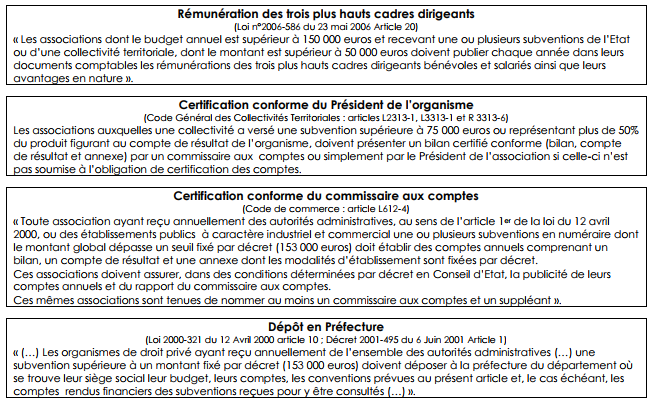 Rémunération des trois plus hauts cadres dirigeants
(Loi n°2006-586 du 23 mai 2006 Article 20)
« Les associations dont le budget annuel est supérieur à 150 000 euros et recevant une ou plusieurs subventions de l'Etat
ou d'une collectivité territoriale, dont le montant est supérieur à 50 000 euros doivent publier chaque année dans leurs
documents comptables les rémunérations des trois plus hauts cadres dirigeants bénévoles et salariés ainsi que leurs
avantages en nature ».
Certification conforme du Président de l'organisme
(Code Général des Collectivités Territoriales : articles L2313-1, L3313-1 et R 3313-6)
Les associations auxquelles une collectivité a versé une subvention supérieure à 75 000 euros ou représentant plus de 50%
du produit figurant au compte de résultat de l'organisme, doivent présenter un bilan certifié conforme (bilan, compte
de résultat et annexe) par un commissaire aux comptes ou simplement par le Président de l'association si celle-ci n'est
pas soumise à l'obligation de certification des comptes.
Certification conforme du commissaire aux comptes
(Code de commerce : article L612-4)
« Toute association ayant reçu annuellement des autorités administratives, au sens de l'article 1er de la loi du 12 avril
2000, ou des établissements publics à caractère industriel et commercial une ou plusieurs subventions en numéraire dont
le montant global dépasse un seuil fixé par décret (153 000 euros) doit établir des comptes annuels comprenant un
bilan, un compte de résultat et une annexe dont les modalités d'établissement sont fixées par décret.
Ces associations doivent assurer, dans des conditions déterminées par décret en Conseil d'Etat, la publicité de leurs
comptes annuels et du rapport du commissaire aux comptes.
Ces mêmes associations sont tenues de nommer au moins un commissaire aux comptes et un suppléant ».
Dépôt en Préfecture
(Loi 2000-321 du 12 Avril 2000 article 10 ; Décret 2001-495 du 6 Juin 2001 Article 1)
« (…) Les organismes de droit privé ayant reçu annuellement de l'ensemble des autorités administratives (…) une
subvention supérieure à un montant fixé par décret (153 000 euros) doivent déposer à la préfecture du département où
se trouve leur siège social leur budget, leurs comptes, les conventions prévues au présent article et, le cas échéant, les
comptes rendus financiers des subventions reçues pour y être consultés (…) ».